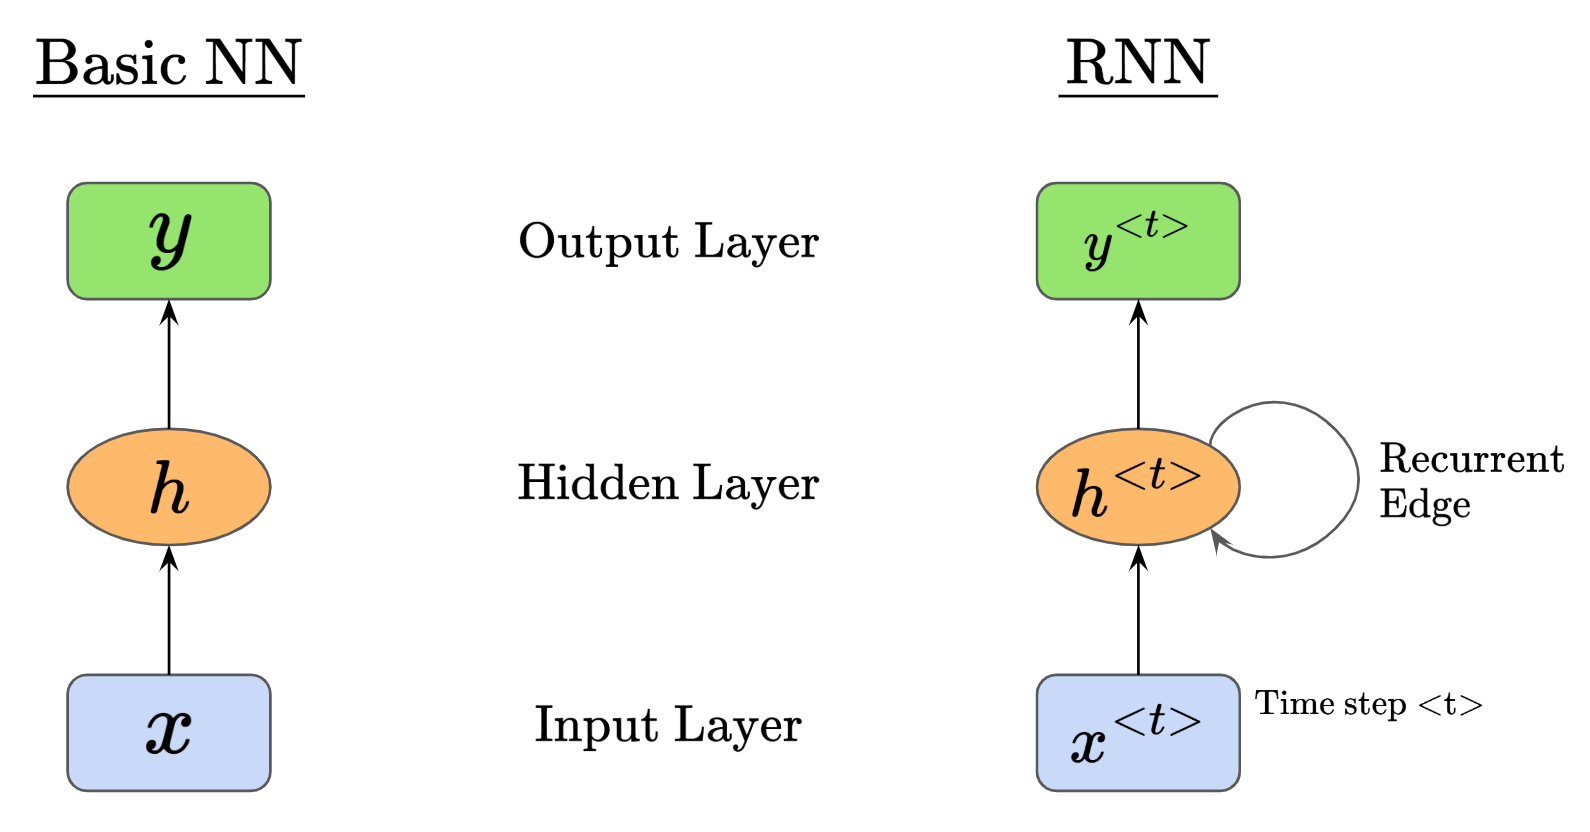 Basic NN
RNN
y
Output Layer
y^{<t>}
h
Hidden Layer
h^{<t>}
Recurrent
Edge
x
Input Layer
x^{<t>}
Time step <t>